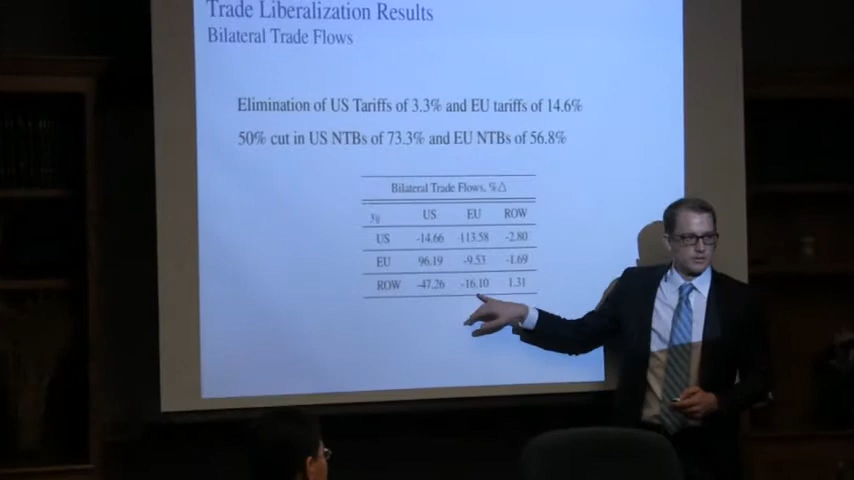 Trade Liberalization Results
Bilateral Trade Flows
Elimination of US Tariffs of 3.3% and EU tariffs of 14.6%
50% cut in US NTBs of 73.3% and EU NTBs of 56.8%
Bilateral Trade Flows, %△
US EU ROW
US -14.66 113.58 -2.80
EU 96.19 -9.53 -1.69
ROW -47.26 -16.10 1.31